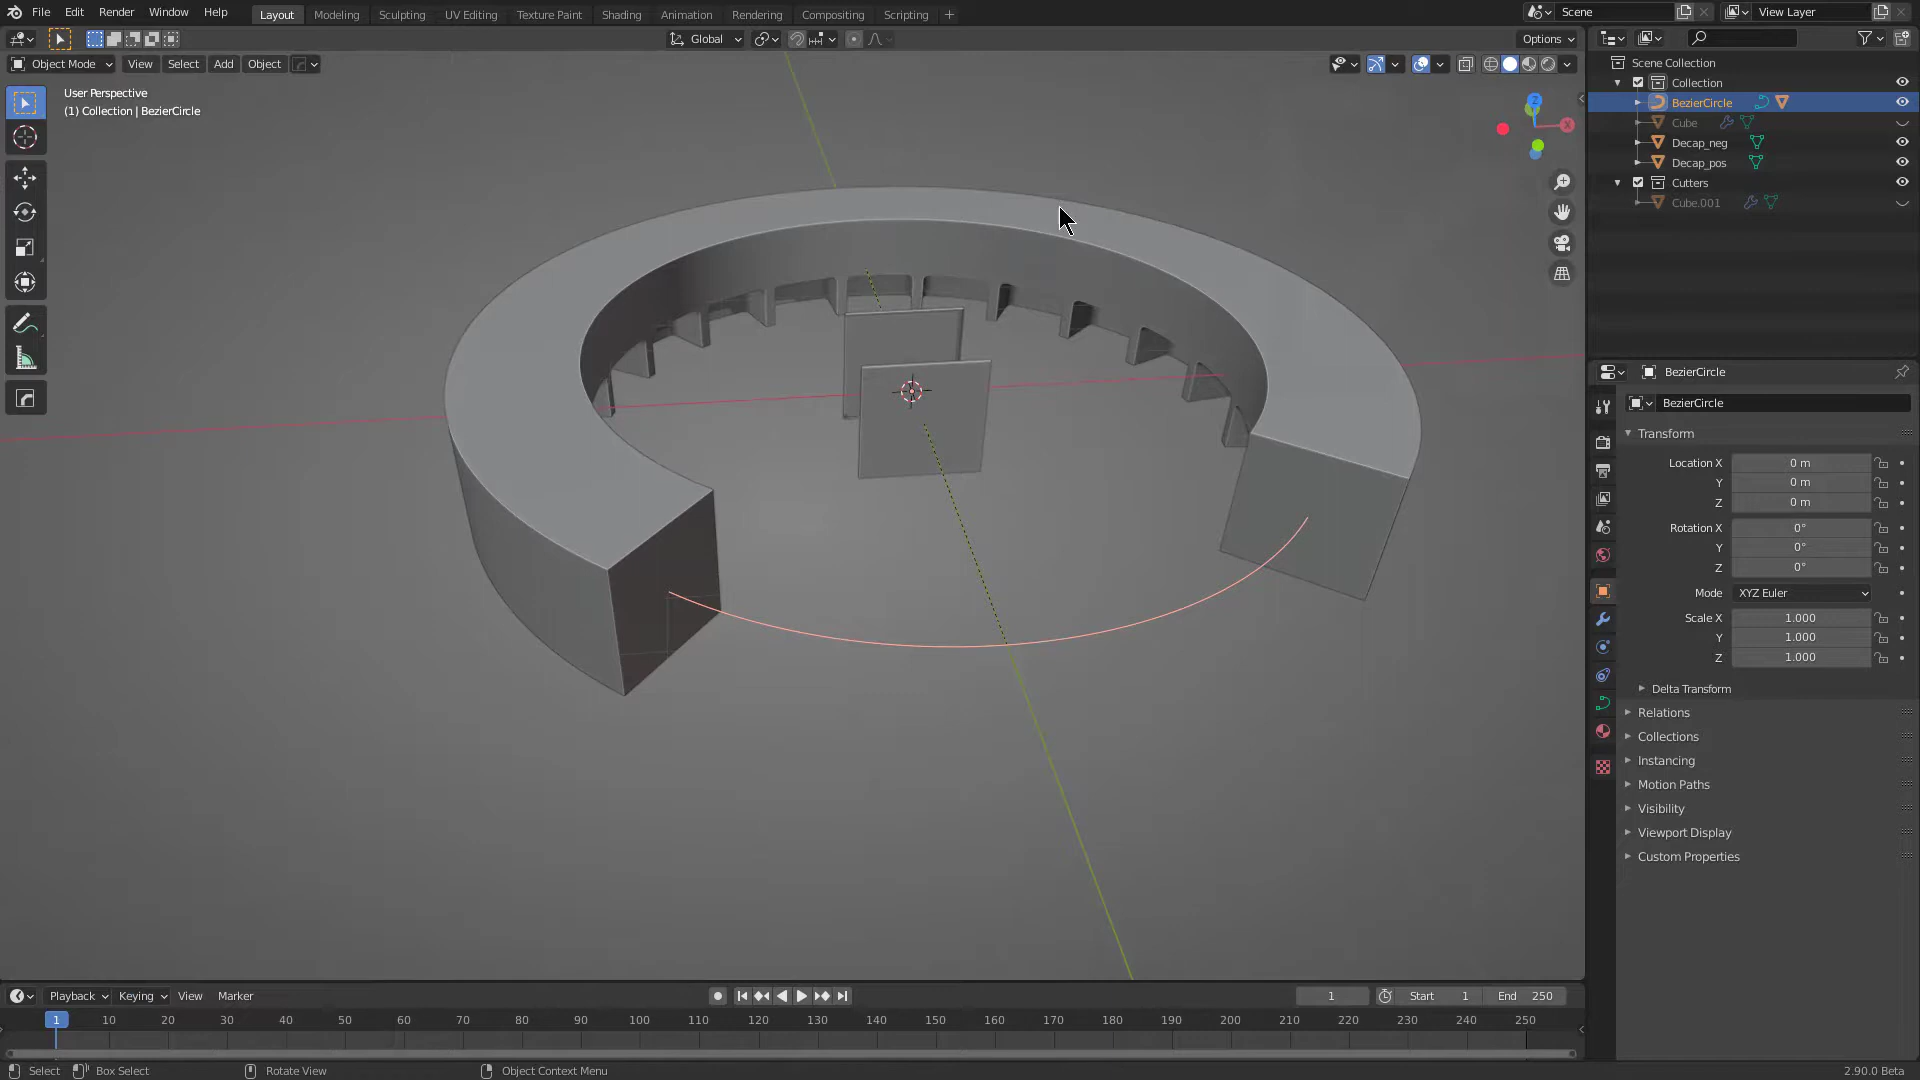 File Edit Render Window Help Layout Modeling Sculpting UV Editing Texture Paint Shading Animation Rendering Compositing Scripting + Scene View Layer
Global Options
Object Mode View Select Add Object
User Perspective
(1) Collection | BezierCircle
Z
X
Scene Collection
Collection
BezierCircle
Cube
Decap_neg
Decap_pos
Cutters
Cube.001
BezierCircle
BezierCircle
Transform
Location X 0 m
Y 0 m
Z 0 m
Rotation X 0°
Y 0°
Z 0°
Mode XYZ Euler
Scale X 1.000
Y 1.000
Z 1.000
Delta Transform
Relations
Collections
Instancing
Motion Paths
Visibility
Viewport Display
Custom Properties
Playback Keying View Marker 1 Start 1 End 250
1 10 20 30 40 50 60 70 80 90 100 110 120 130 140 150 160 170 180 190 200 210 220 230 240 250
Select Box Select Rotate View Object Context Menu 2.90.0 Beta